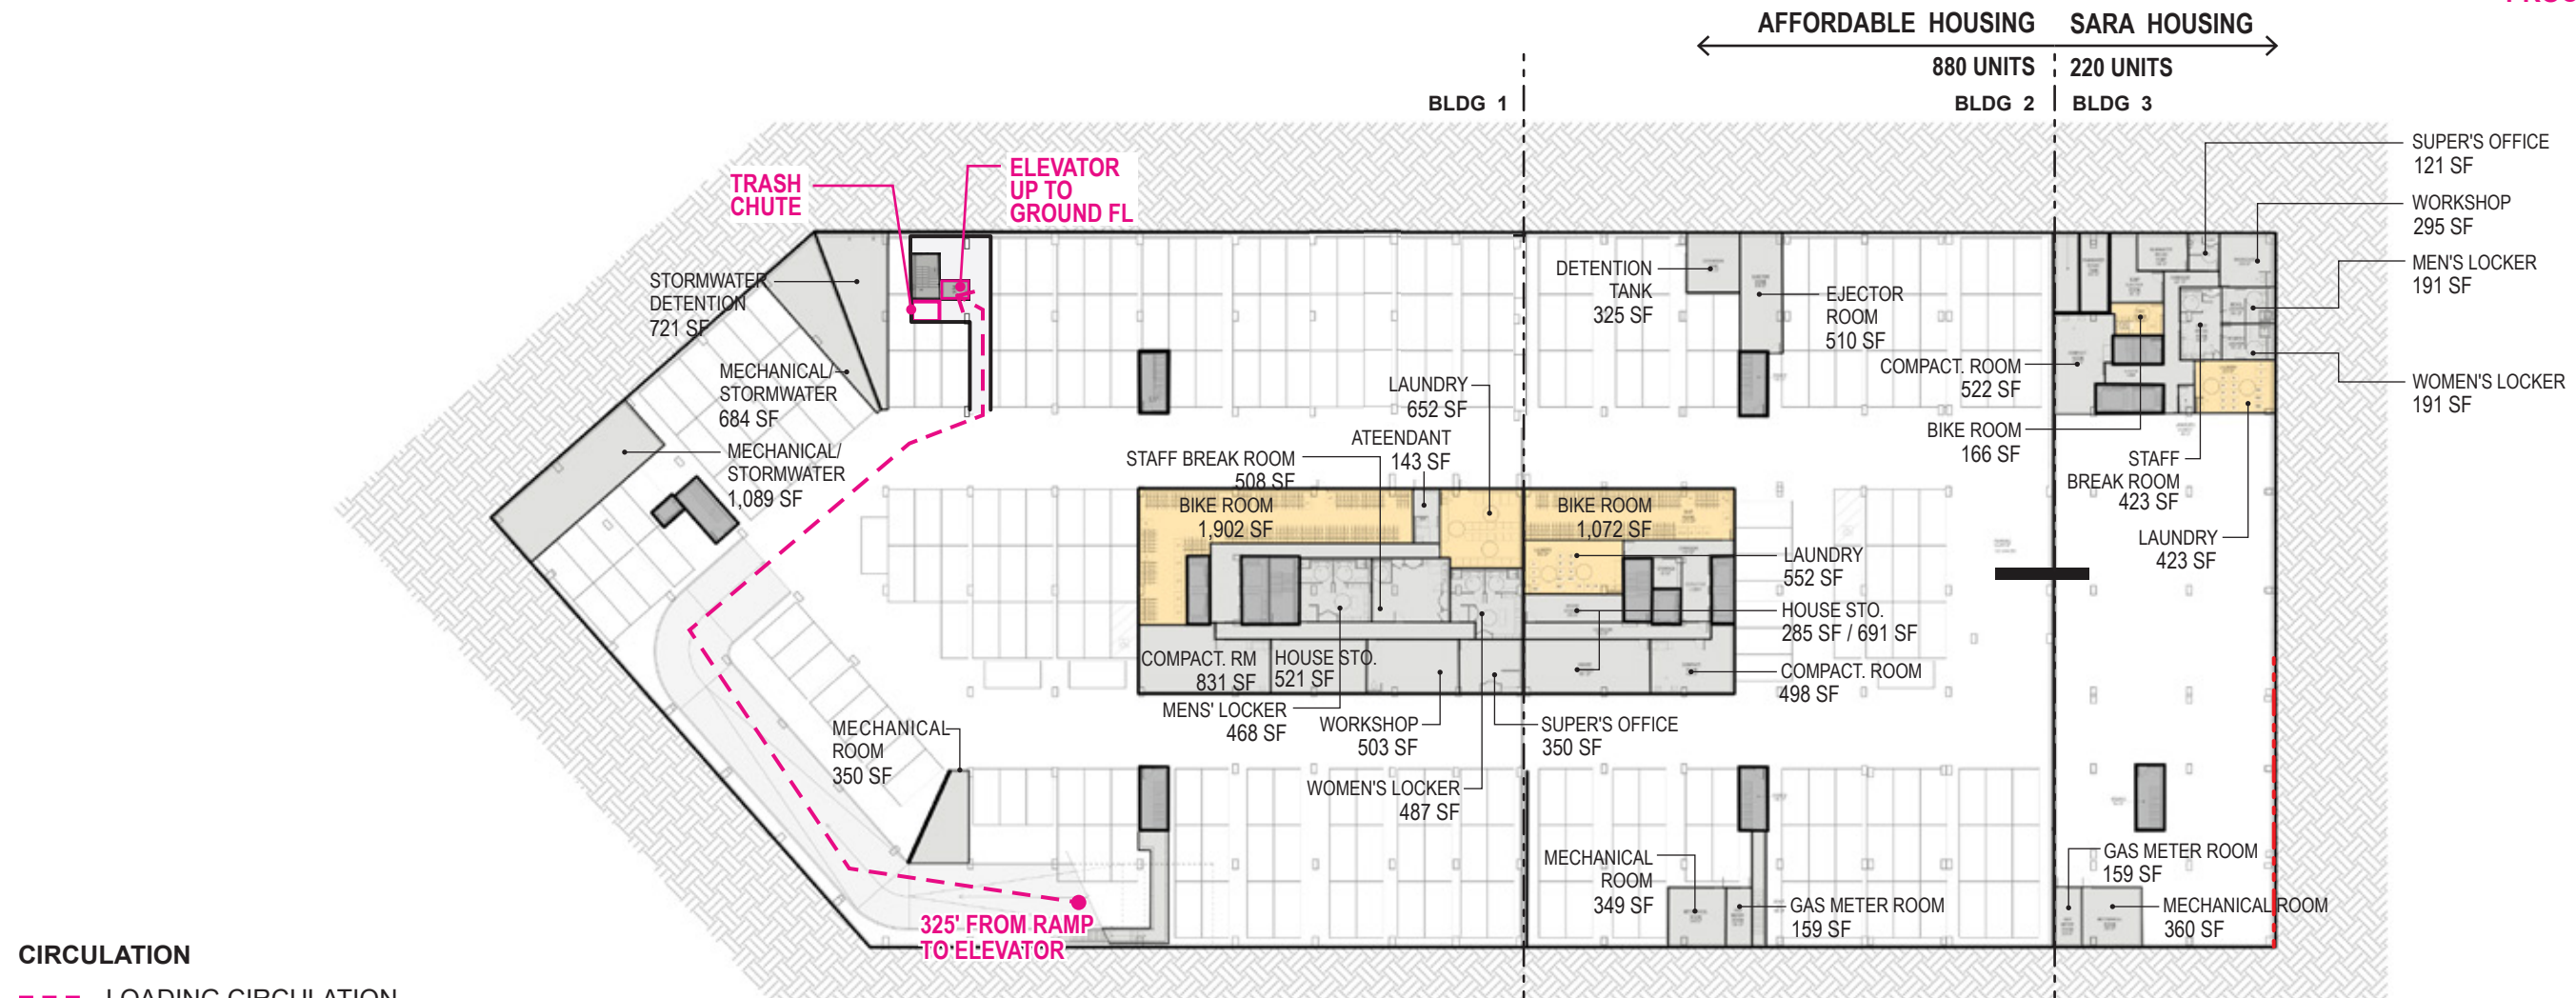 AFFORDABLE HOUSING
SARA HOUSING
880 UNITS
220 UNITS
BLDG 1
BLDG 2
BLDG 3
SUPER'S OFFICE
121 SF
WORKSHOP
295 SF
MEN'S LOCKER
191 SF
WOMEN'S LOCKER
191 SF
TRASH
CHUTE
ELEVATOR
UP TO
GROUND FL
STORMWATER
DETENTION
721 SF
MECHANICAL/
STORMWATER
684 SF
MECHANICAL/
STORMWATER
1,089 SF
DETENTION
TANK
325 SF
EJECTOR
ROOM
510 SF
COMPACT. ROOM
522 SF
BIKE ROOM
166 SF
STAFF
BREAK ROOM
423 SF
LAUNDRY
423 SF
LAUNDRY
652 SF
ATEENDANT
143 SF
STAFF BREAK ROOM
508 SF
BIKE ROOM
1,902 SF
BIKE ROOM
1,072 SF
LAUNDRY
552 SF
HOUSE STO.
285 SF / 691 SF
COMPACT. ROOM
498 SF
COMPACT. RM
831 SF
HOUSE STO.
521 SF
MENS' LOCKER
468 SF
WORKSHOP
503 SF
SUPER'S OFFICE
350 SF
WOMEN'S LOCKER
487 SF
MECHANICAL
ROOM
350 SF
MECHANICAL
ROOM
349 SF
GAS METER ROOM
159 SF
GAS METER ROOM
159 SF
MECHANICAL ROOM
360 SF
325' FROM RAMP
TO ELEVATOR
CIRCULATION
LOADING CIRCULATION